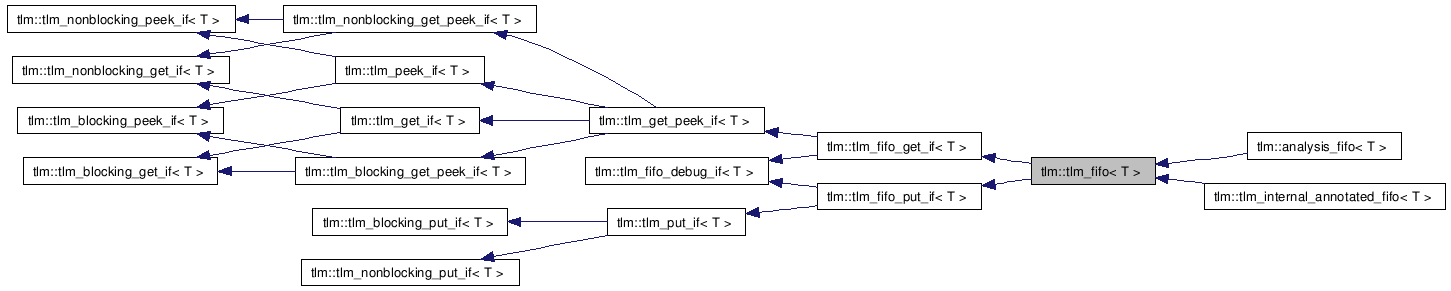 tlm::tlm_nonblocking_peek_if< T >
tlm::tlm_nonblocking_get_peek_if< T >
tlm::tlm_nonblocking_get_if< T >
tlm::tlm_peek_if< T >
tlm::tlm_blocking_peek_if< T >
tlm::tlm_get_if< T >
tlm::tlm_get_peek_if< T >
tlm::tlm_fifo_get_if< T >
tlm::analysis_fifo< T >
tlm::tlm_blocking_get_if< T >
tlm::tlm_blocking_get_peek_if< T >
tlm::tlm_fifo_debug_if< T >
tlm::tlm_fifo< T >
tlm::tlm_fifo_put_if< T >
tlm::tlm_internal_annotated_fifo< T >
tlm::tlm_blocking_put_if< T >
tlm::tlm_put_if< T >
tlm::tlm_nonblocking_put_if< T >